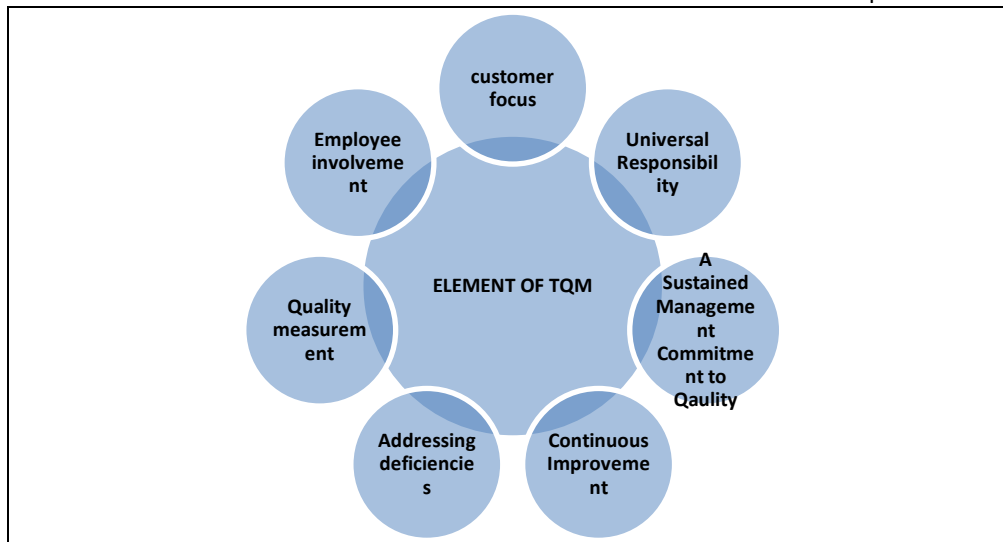 customer
focus
Universal
Responsibil
ity
A
Sustained
Manageme
nt
Commitme
nt to
Qaulity
Continuous
Improveme
nt
Addressing
deficiencie
s
Quality
measurem
ent
Employee
involveme
nt
ELEMENT OF TQM